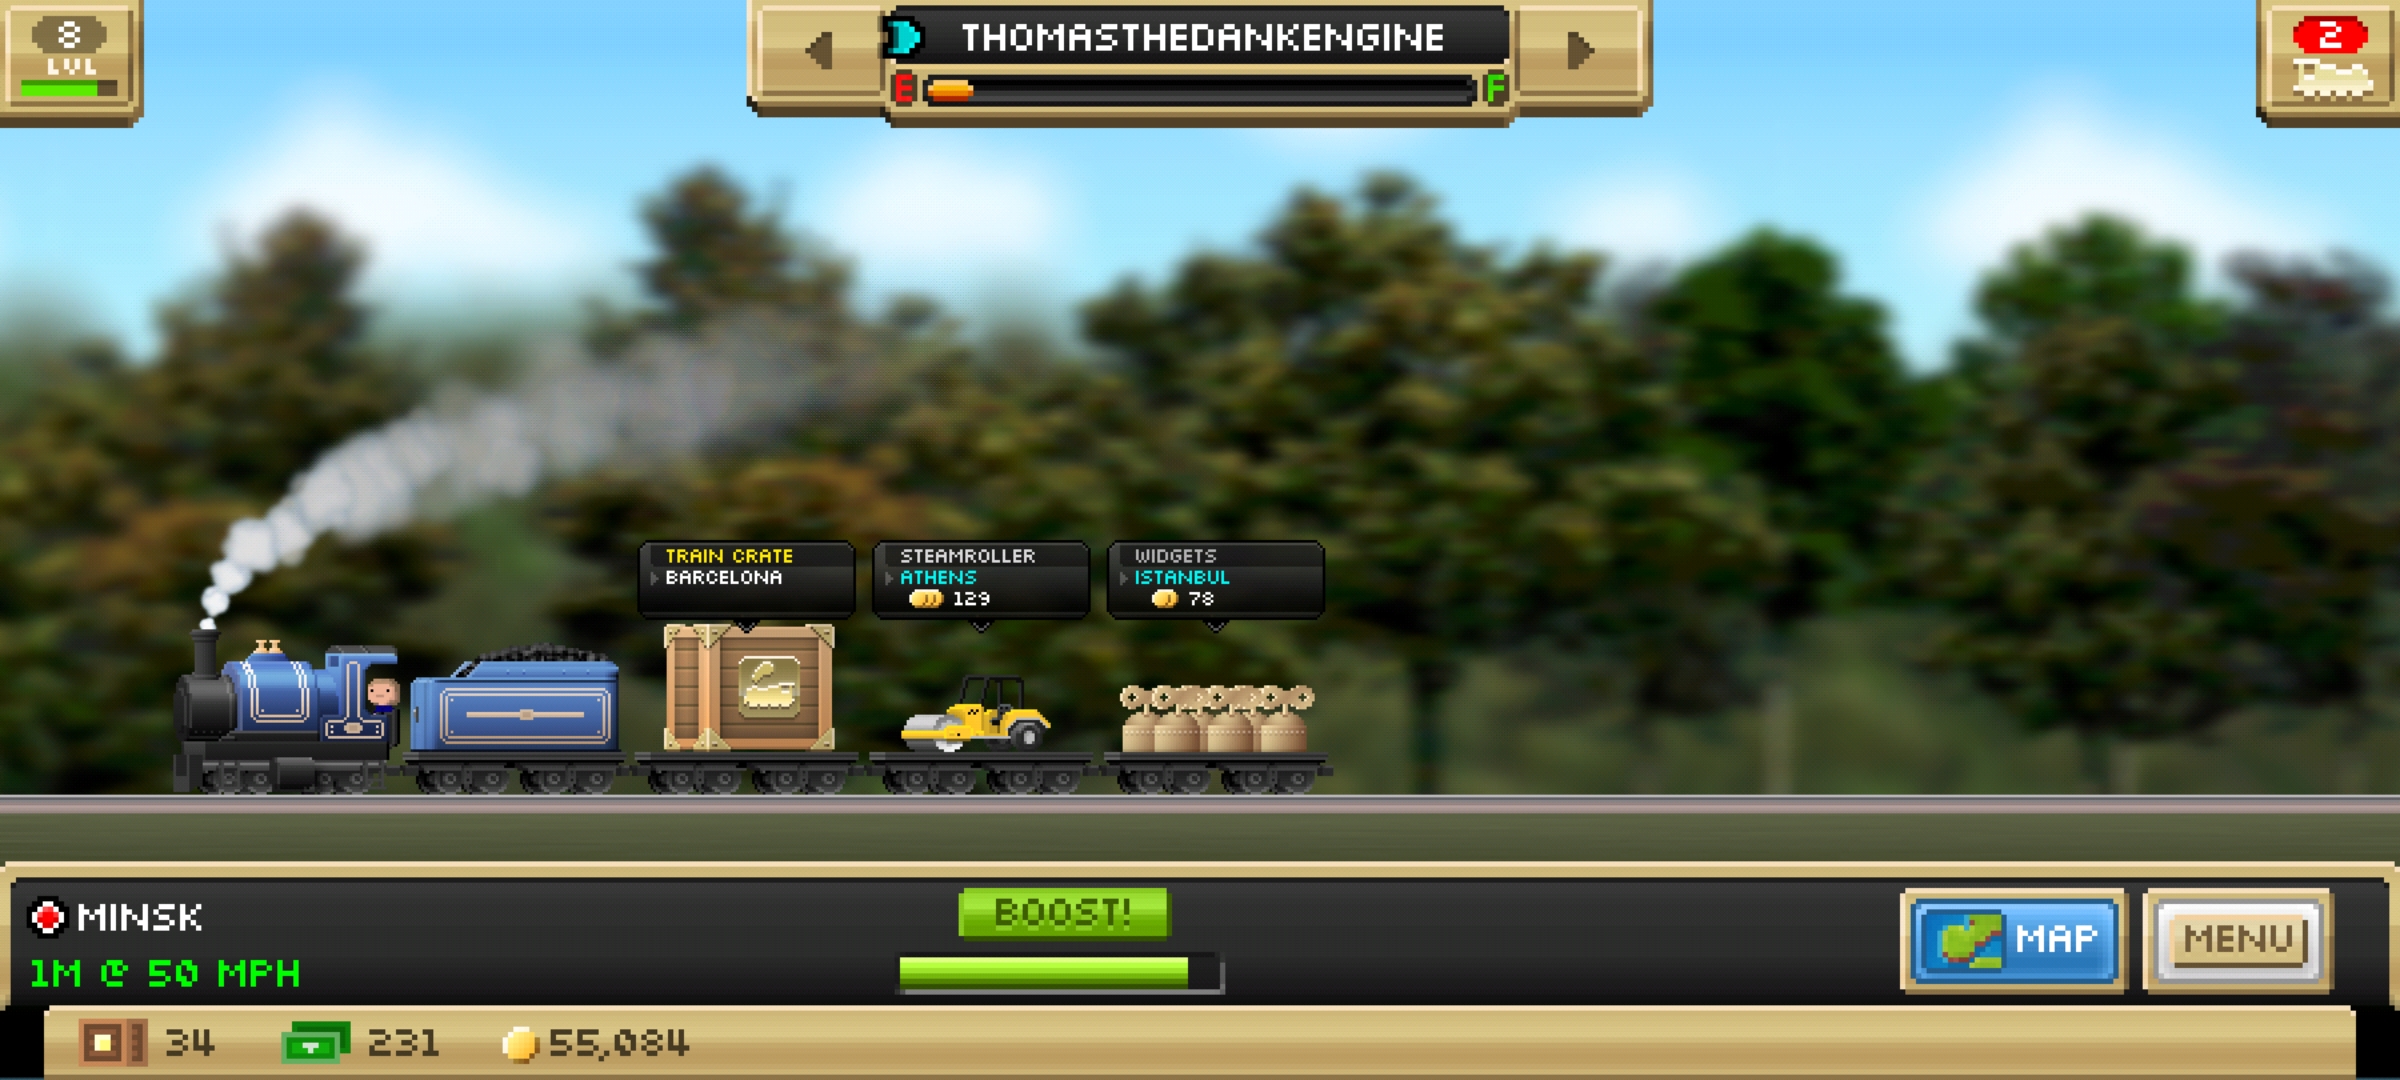 8
LVL
THOMASTHEDANKENGINE
E F
2
TRAIN CRATE
BARCELONA
STEAMROLLER
ATHENS
129
WIDGETS
ISTANBUL
78
MINSK
1M @ 50 MPH
BOOST!
MAP
MENU
34
231
55,084